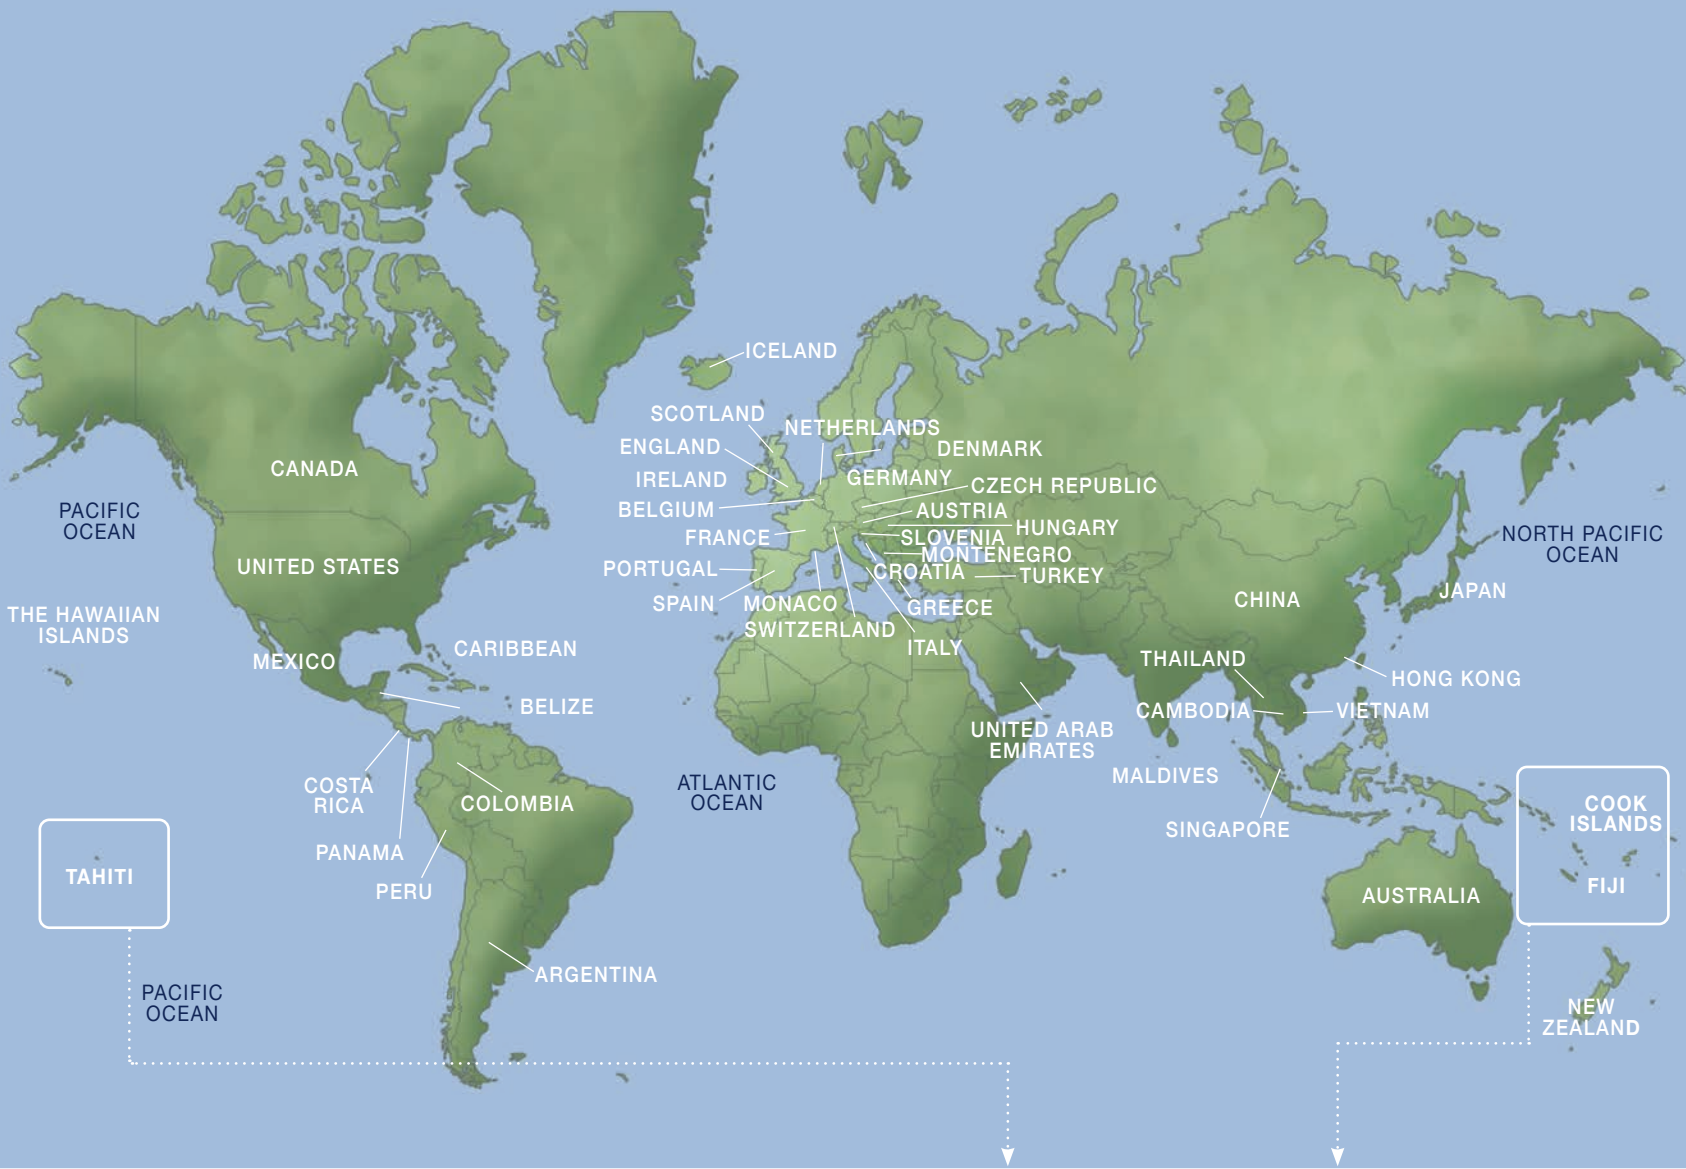 ICELAND
SCOTLAND
NETHERLANDS
ENGLAND
DENMARK
CANADA
IRELAND
GERMANY
CZECH REPUBLIC
BELGIUM
AUSTRIA
PACIFIC
OCEAN
HUNGARY
FRANCE
SLOVENIA
NORTH PACIFIC
OCEAN
MONTENEGRO
UNITED STATES
PORTUGAL
CROATIA
TURKEY
JAPAN
CHINA
SPAIN
MONACO
GREECE
THE HAWAIIAN
ISLANDS
SWITZERLAND
ITALY
CARIBBEAN
MEXICO
THAILAND
HONG KONG
BELIZE
CAMBODIA
VIETNAM
UNITED ARAB
EMIRATES
MALDIVES
COSTA
RICA
ATLANTIC
OCEAN
COLOMBIA
COOK
ISLANDS
SINGAPORE
PANAMA
TAHITI
PERU
AUSTRALIA
FIJI
ARGENTINA
PACIFIC
OCEAN
NEW
ZEALAND